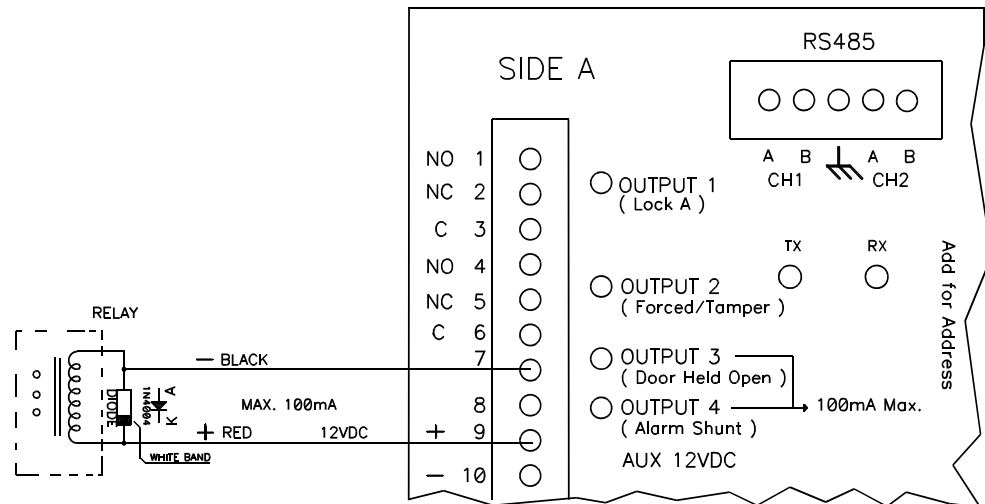 RS485
SIDE A
A B A B
CH1 CH2
NO 1
NC 2
C 3
NO 4
NC 5
C 6
7
8
+ 9
− 10
OUTPUT 1
( Lock A )
OUTPUT 2
( Forced/Tamper )
OUTPUT 3
( Door Held Open )
OUTPUT 4
( Alarm Shunt )
100mA Max.
AUX 12VDC
TX RX
Add for Address
RELAY
− BLACK
DIODE
1N4004
A
K
MAX. 100mA
+ RED 12VDC
WHITE BAND